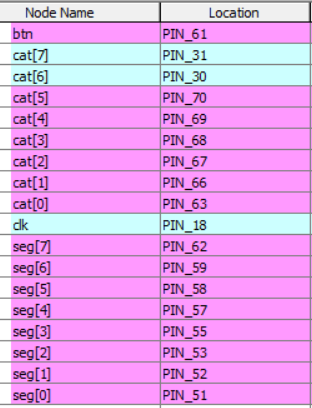 Node Name Location
btn PIN_61
cat[7] PIN_31
cat[6] PIN_30
cat[5] PIN_70
cat[4] PIN_69
cat[3] PIN_68
cat[2] PIN_67
cat[1] PIN_66
cat[0] PIN_63
clk PIN_18
seg[7] PIN_62
seg[6] PIN_59
seg[5] PIN_58
seg[4] PIN_57
seg[3] PIN_55
seg[2] PIN_53
seg[1] PIN_52
seg[0] PIN_51